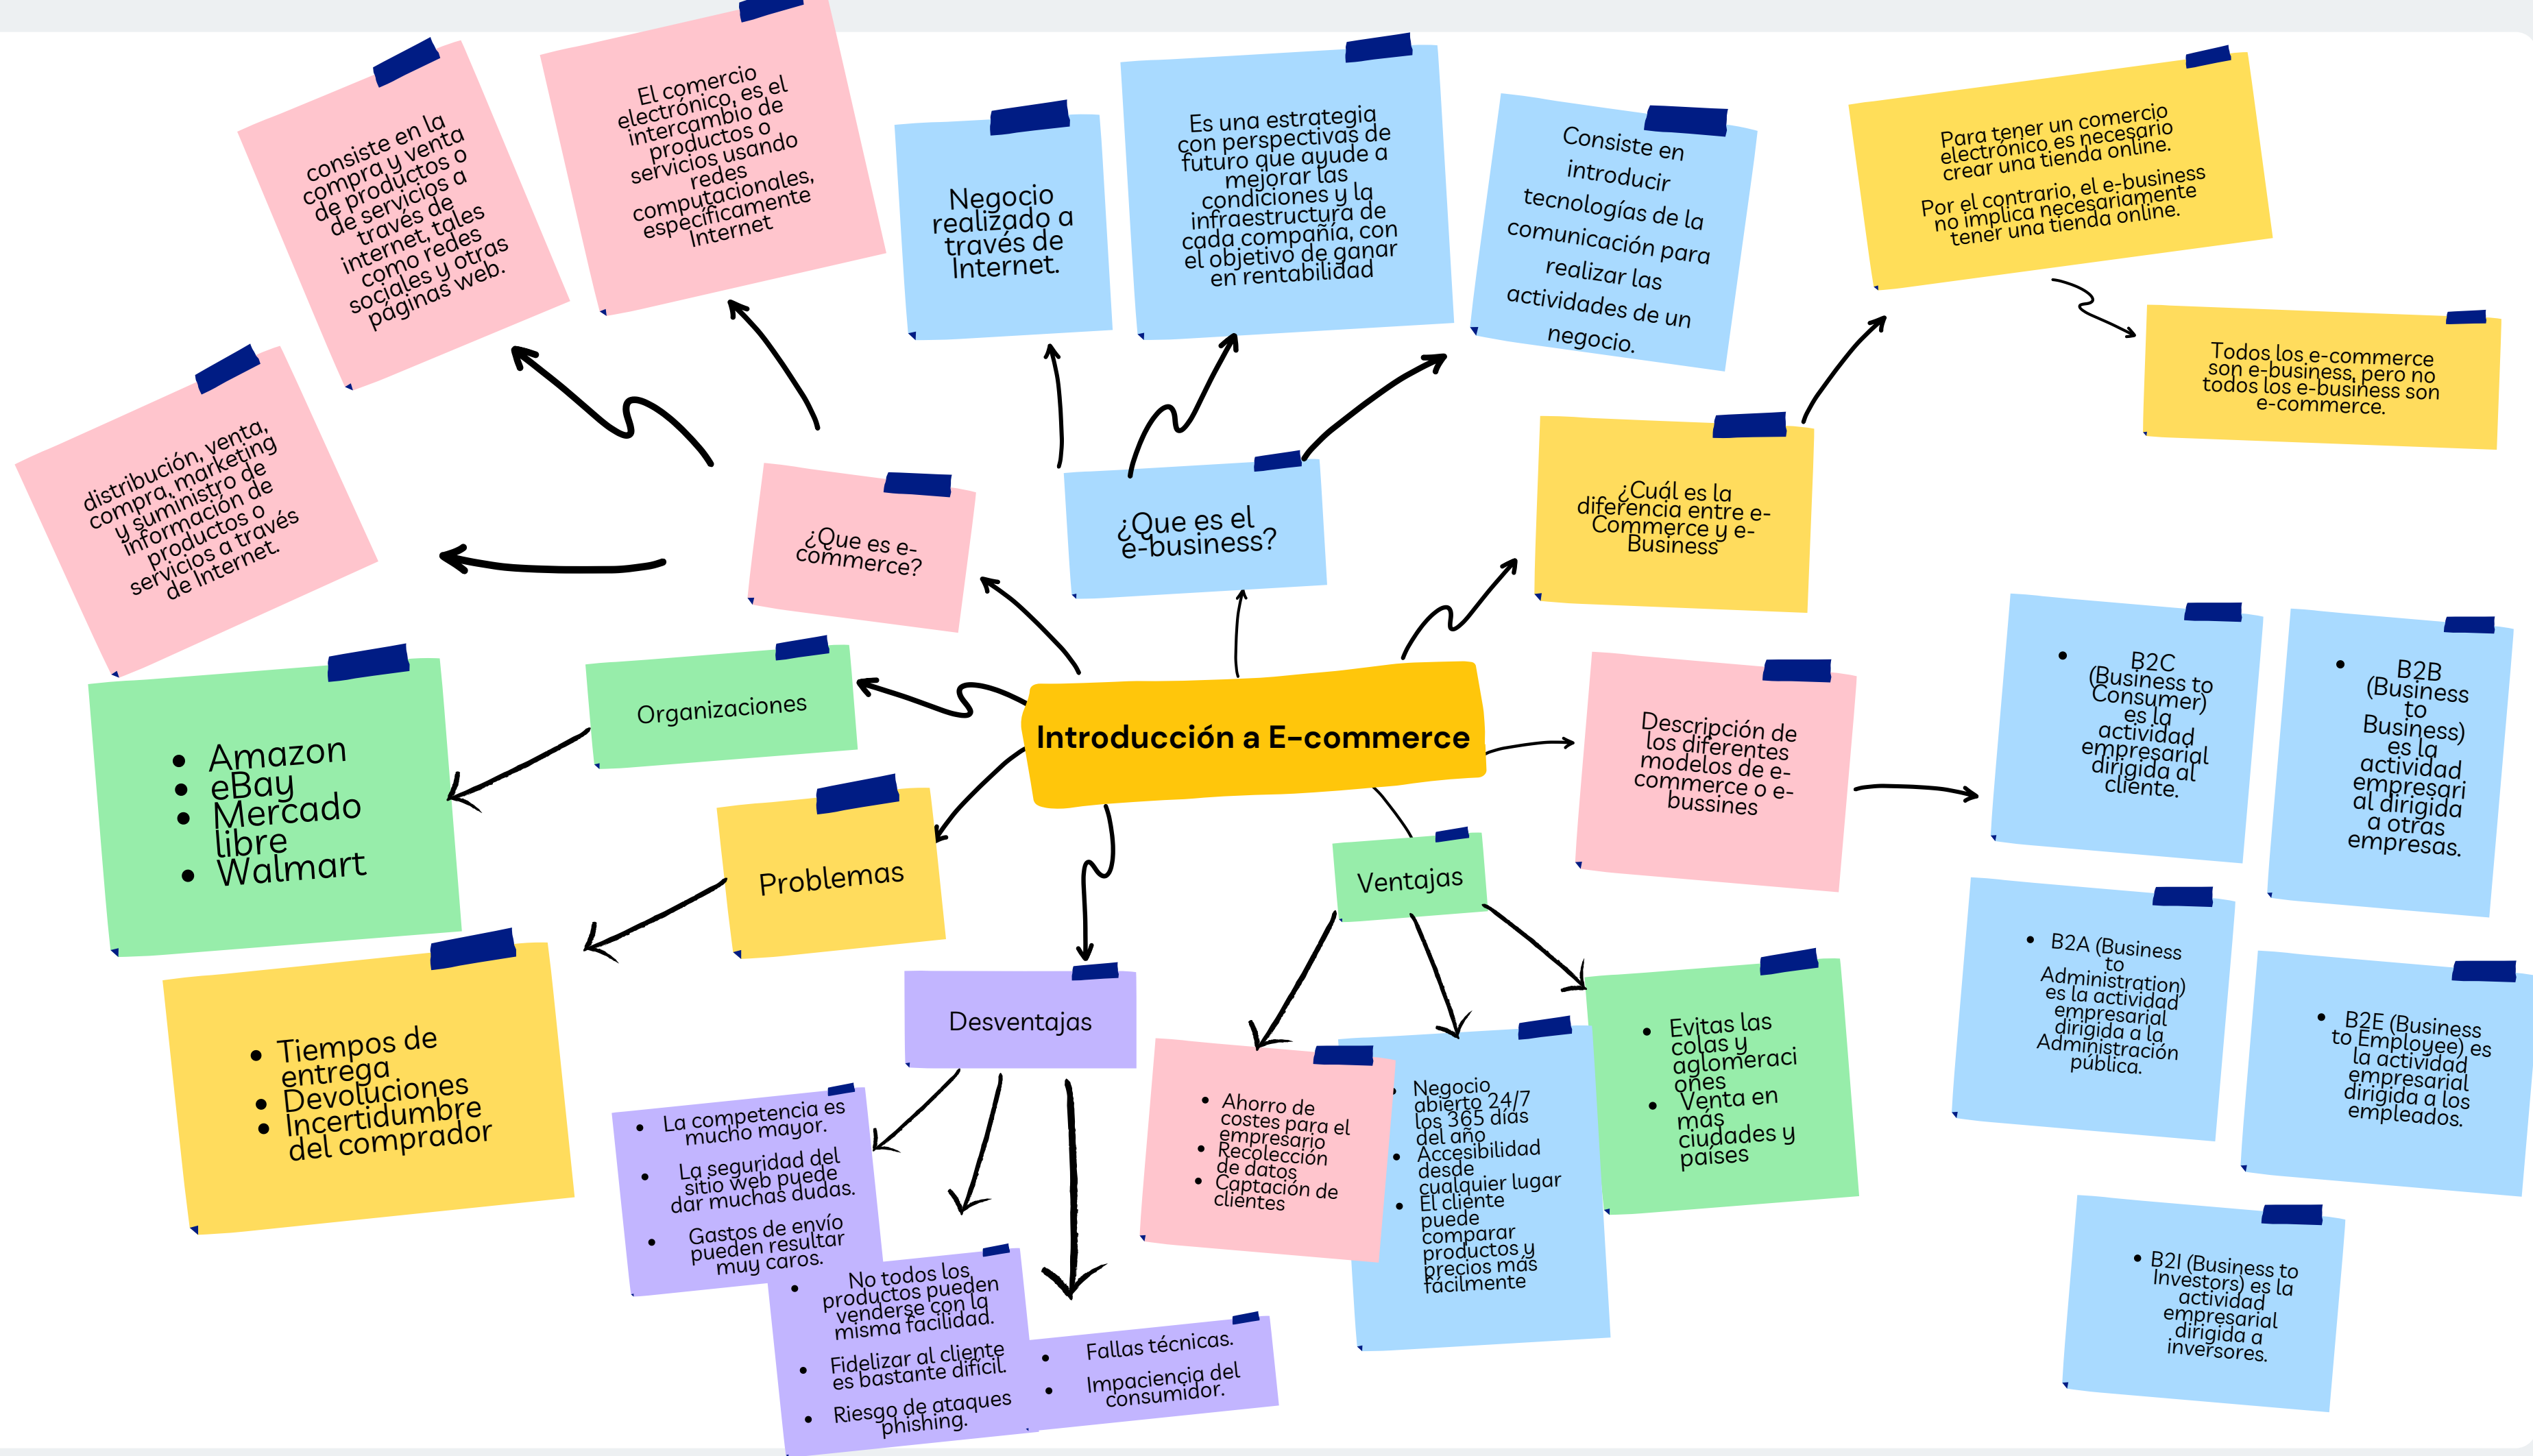 consiste en la
compra y venta
de productos o
de servicios a
través de
internet, tales
como redes
sociales y otras
páginas web.
El comercio
electrónico, es el
intercambio de
productos o
servicios usando
redes
computacionales,
específicamente
Internet
Negocio
realizado a
través de
Internet.
Es una estrategia
con perspectivas de
futuro que ayude a
mejorar las
condiciones y la
infraestructura de
cada compañía, con
el objetivo de ganar
en rentabilidad
Consiste en
introducir
tecnologías de la
comunicación para
realizar las
actividades de un
negocio.
Para tener un comercio
electrónico es necesario
crear una tienda online.
Por el contrario, el e-business
no implica necesariamente
tener una tienda online.
Todos los e-commerce
son e-business, pero no
todos los e-business son
e-commerce.
distribución, venta,
compra, marketing
y suministro de
información de
productos o
servicios a través
de Internet.
¿Que es e-
commerce?
¿Que es el
e-business?
¿Cuál es la
diferencia entre e-
Commerce y e-
Business
Organizaciones
Introducción a E-commerce
Descripción de
los diferentes
modelos de e-
commerce o e-
bussines
• B2C
(Business to
Consumer)
es la
actividad
empresarial
dirigida al
cliente.
• B2B
(Business
to
Business)
es la
actividad
empresari
al dirigida
a otras
empresas.
• Amazon
• eBay
• Mercado
libre
• Walmart
Problemas
Ventajas
• B2A (Business
to
Administration)
es la actividad
empresarial
dirigida a la
Administración
pública.
• B2E (Business
to Employee) es
la actividad
empresarial
dirigida a los
empleados.
• Tiempos de
entrega
• Devoluciones
• Incertidumbre
del comprador
Desventajas
• La competencia es
mucho mayor.
• La seguridad del
sitio web puede
dar muchas dudas.
• Gastos de envío
pueden resultar
muy caros.
• No todos los
productos pueden
venderse con la
misma facilidad.
• Fidelizar al cliente
es bastante difícil.
• Riesgo de ataques
phishing.
• Fallas técnicas.
• Impaciencia del
consumidor.
• Ahorro de
costes para el
empresario
• Recolección
de datos
• Captación de
clientes
• Negocio
abierto 24/7
los 365 días
del año
• Accesibilidad
desde
cualquier lugar
• El cliente
puede
comparar
productos y
precios más
fácilmente
• Evitas las
colas y
aglomeraci
ones
• Venta en
más
ciudades y
países
• B2I (Business to
Investors) es la
actividad
empresarial
dirigida a
inversores.